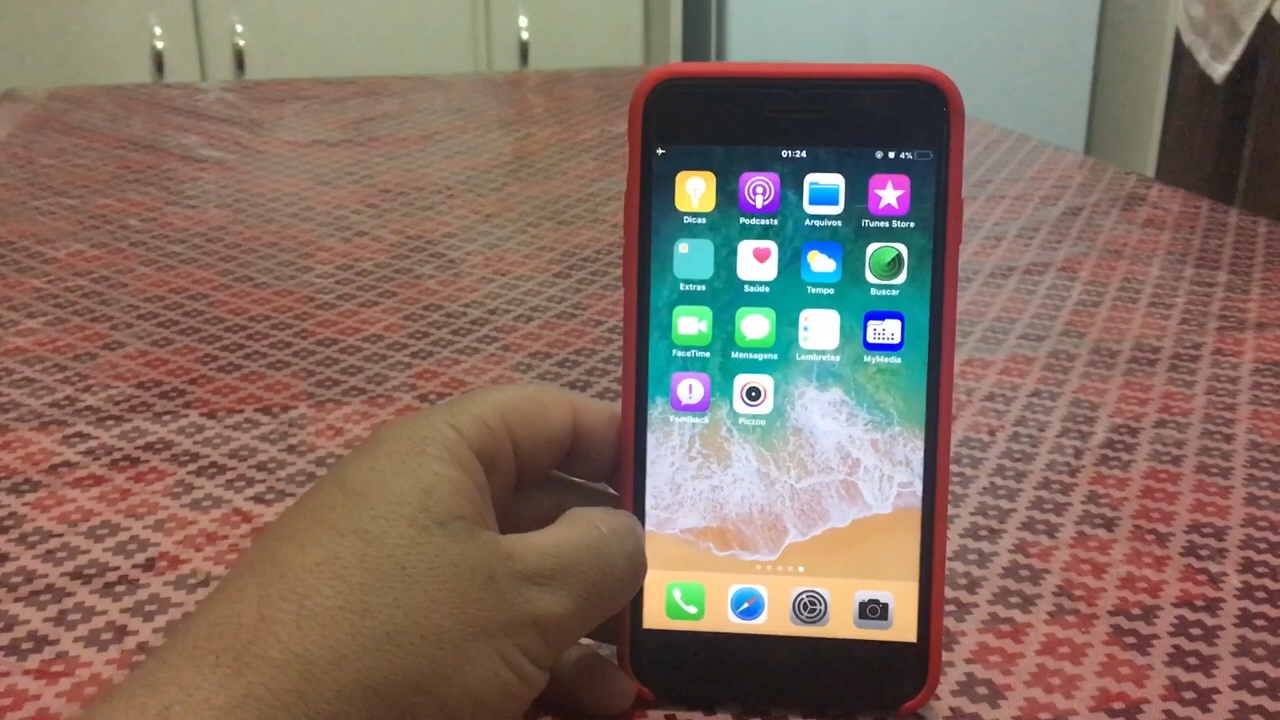 01:24 4%
Dicas Podcasts Arquivos iTunes Store
Extras Saúde Tempo Buscar
FaceTime Mensagens Lembretes MyMedia
Feedback Piczoo